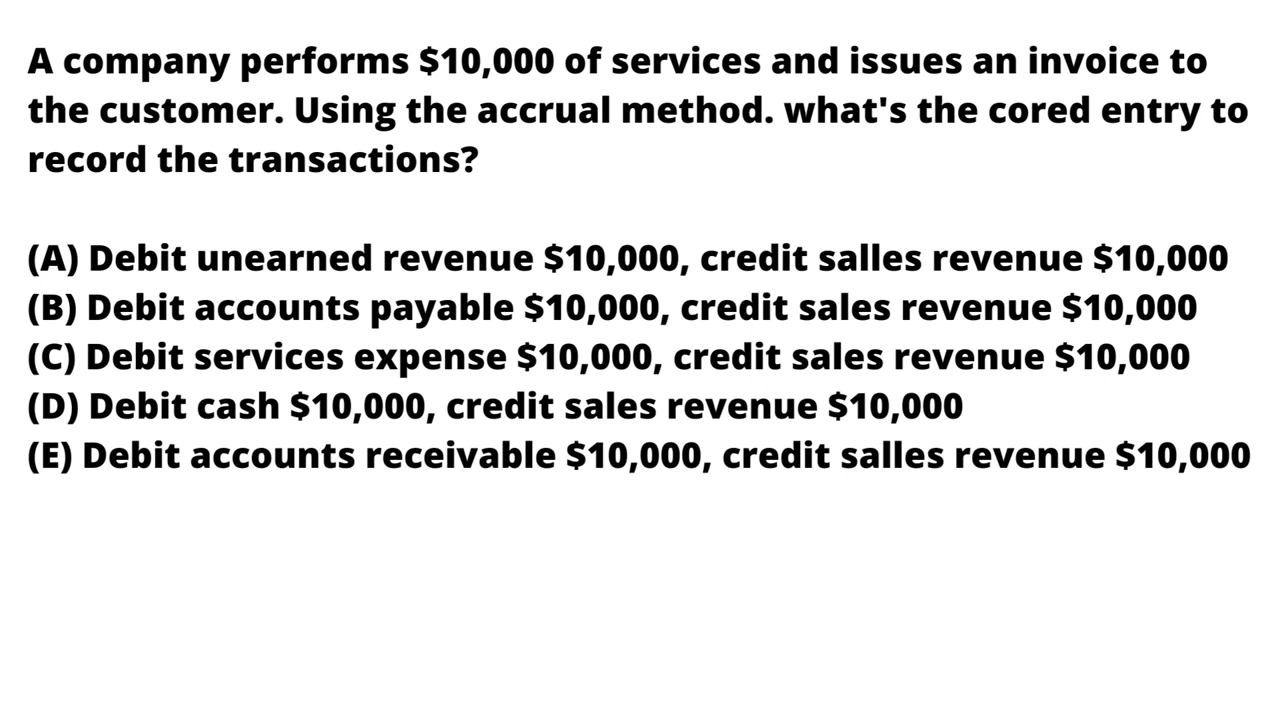 A company performs $10,000 of services and issues an invoice to
the customer. Using the accrual method. what's the cored entry to
record the transactions?
(A) Debit unearned revenue $10,000, credit salles revenue $10,000
(B) Debit accounts payable $10,000, credit sales revenue $10,000
(C) Debit services expense $10,000, credit sales revenue $10,000
(D) Debit cash $10,000, credit sales revenue $10,000
(E) Debit accounts receivable $10,000, credit salles revenue $10,000